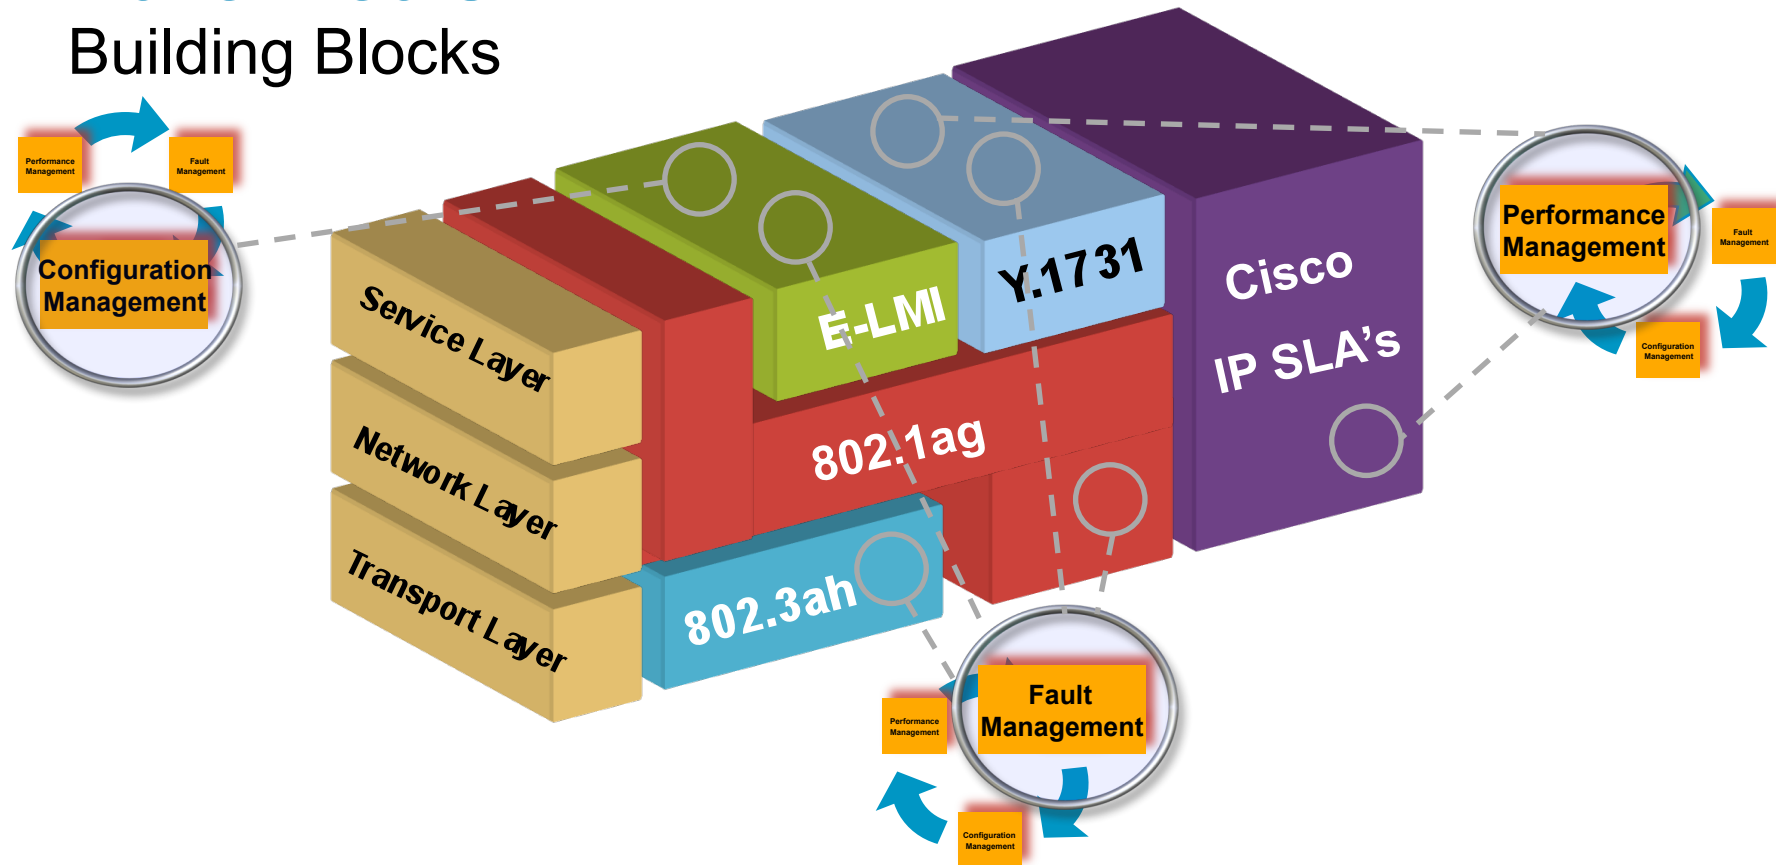 Building Blocks
Performance
Management
Fault
Management
Configuration
Management
Service Layer
Network Layer
Transport Layer
E-LMI
Y.1731
Cisco
IP SLA's
802.1ag
802.3ah
Performance
Management
Fault
Management
Configuration
Management
Fault
Management
Performance
Management
Configuration
Management